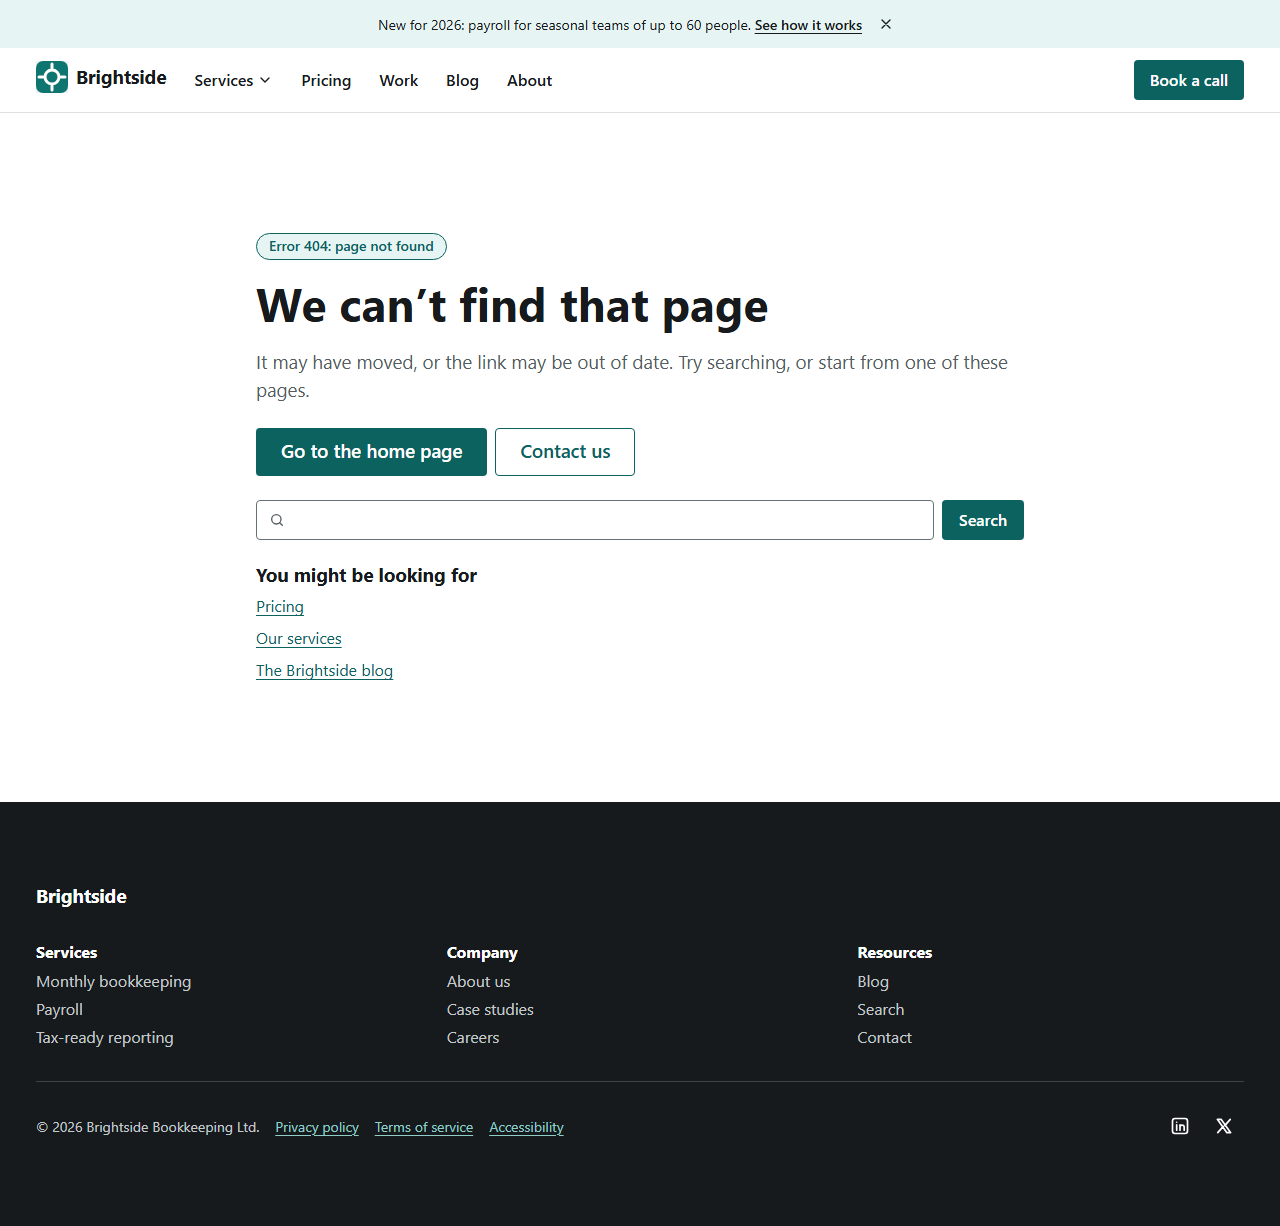 New for 2026: payroll for seasonal teams of up to 60 people. See how it works
Brightside
Services
Pricing
Work
Blog
About
Book a call
Error 404: page not found
We can’t find that page
It may have moved, or the link may be out of date. Try searching, or start from one of these
pages.
Go to the home page
Contact us
Search
You might be looking for
Pricing
Our services
The Brightside blog
Brightside
Services
Monthly bookkeeping
Payroll
Tax-ready reporting
Company
About us
Case studies
Careers
Resources
Blog
Search
Contact
© 2026 Brightside Bookkeeping Ltd.
Privacy policy
Terms of service
Accessibility